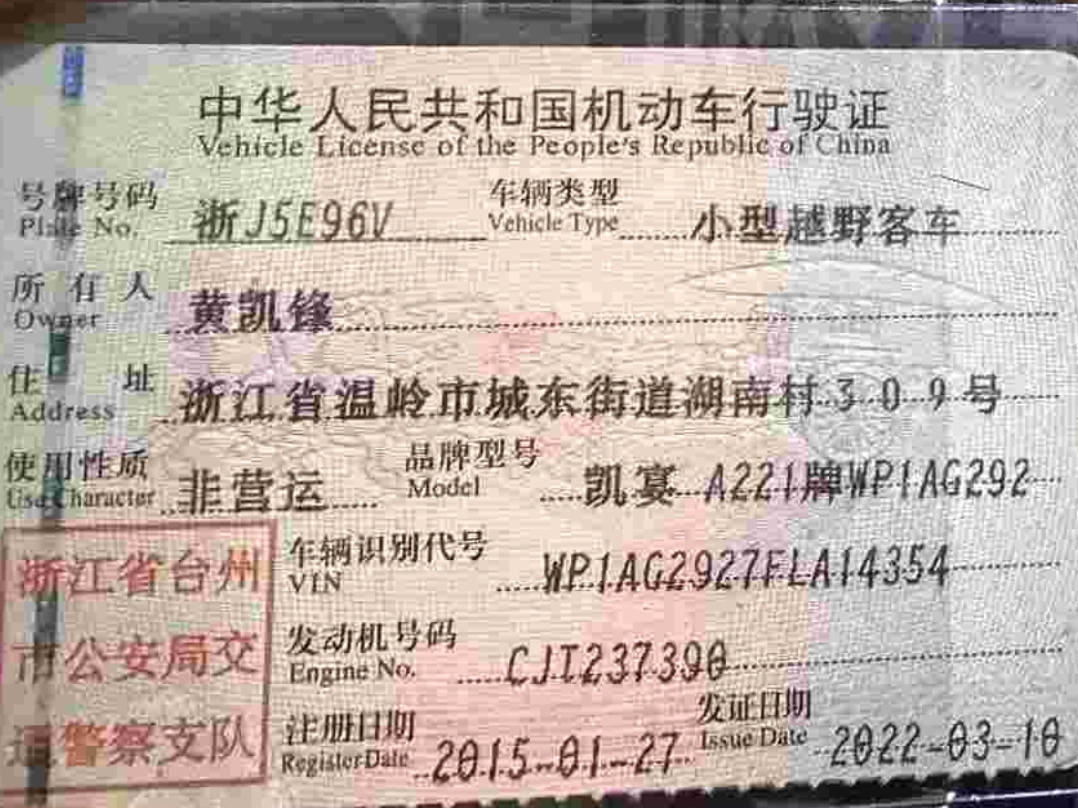 中华人民共和国机动车行驶证
Vehicle License of the People's Republic of China
号牌号码 浙J5E96V 车辆类型 小型越野客车
Plate No. Vehicle Type
所有人 黄凯锋
Owner
住址 浙江省温岭市城东街道湖南村309号
Address
使用性质 非营运 品牌型号 凯宴 A221牌WP1AG292
Use Character Model
浙江省台州
市公安局交
通警察支队
车辆识别代号 WP1AG2927FLA14354
VIN
发动机号码 CJT237390
Engine No.
注册日期 2015-01-27 发证日期 2022-03-10
Register Date Issue Date